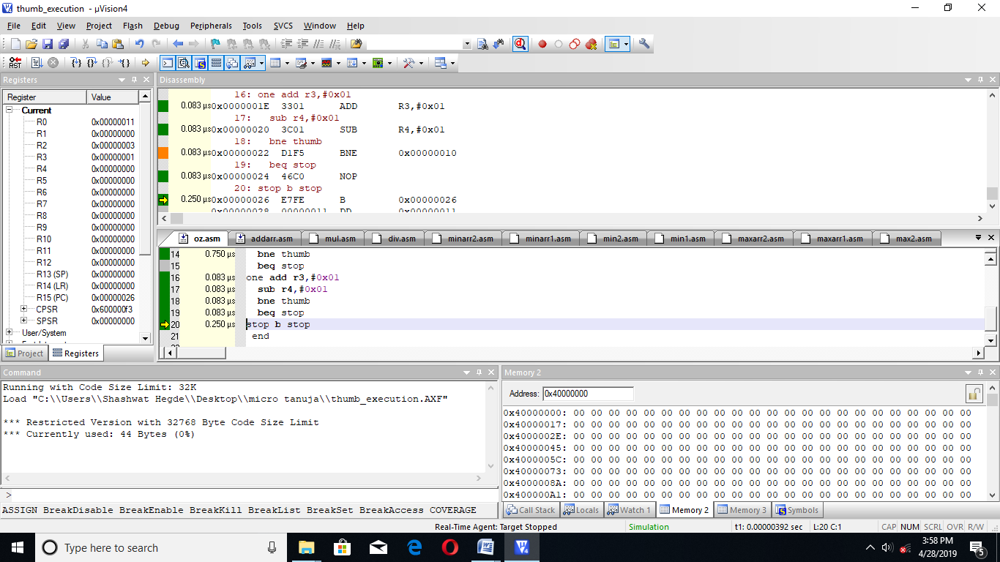 thumb_execution - µVision4
File Edit View Project Flash Debug Peripherals Tools SVCS Window Help
Registers
Register Value
Current
R0 0x00000011
R1 0x00000000
R2 0x00000003
R3 0x00000001
R4 0x00000000
R5 0x00000000
R6 0x00000000
R7 0x00000000
R8 0x00000000
R9 0x00000000
R10 0x00000000
R11 0x00000000
R12 0x00000000
R13 (SP) 0x00000000
R14 (LR) 0x00000000
R15 (PC) 0x00000026
CPSR 0x600000f3
SPSR 0x00000000
User/System
Project Registers
Disassembly
16: one add r3,#0x01
0.083 µs 0x0000001E 3301 ADD R3,#0x01
17: sub r4,#0x01
0.083 µs 0x00000020 3C01 SUB R4,#0x01
18: bne thumb
0.083 µs 0x00000022 D1F5 BNE 0x00000010
19: beq stop
0.083 µs 0x00000024 46C0 NOP
20: stop b stop
0.250 µs 0x00000026 E7FE B 0x00000026
0x00000028 00000011 DD 0x00000011
oz.asm addarr.asm mul.asm div.asm minarr2.asm minarr1.asm min2.asm min1.asm maxarr2.asm maxarr1.asm max2.asm
14 0.750 µs bne thumb
15 beq stop
16 0.083 µs one add r3,#0x01
17 0.083 µs sub r4,#0x01
18 0.083 µs bne thumb
19 0.083 µs beq stop
20 0.250 µs stop b stop
21 end
Command
Running with Code Size Limit: 32K
Load "C:\\Users\\Shashwat Hegde\\Desktop\\micro tanuja\\thumb_execution.AXF"
*** Restricted Version with 32768 Byte Code Size Limit
*** Currently used: 44 Bytes (0%)
>
ASSIGN BreakDisable BreakEnable BreakKill BreakList BreakSet BreakAccess COVERAGE
Memory 2
Address: 0x40000000
0x40000000: 00 00 00 00 00 00 00 00 00 00 00 00 00 00 00 00 00 00 00 00 00 00 00
0x40000017: 00 00 00 00 00 00 00 00 00 00 00 00 00 00 00 00 00 00 00 00 00 00 00
0x4000002E: 00 00 00 00 00 00 00 00 00 00 00 00 00 00 00 00 00 00 00 00 00 00 00
0x40000045: 00 00 00 00 00 00 00 00 00 00 00 00 00 00 00 00 00 00 00 00 00 00 00
0x4000005C: 00 00 00 00 00 00 00 00 00 00 00 00 00 00 00 00 00 00 00 00 00 00 00
0x40000073: 00 00 00 00 00 00 00 00 00 00 00 00 00 00 00 00 00 00 00 00 00 00 00
0x4000008A: 00 00 00 00 00 00 00 00 00 00 00 00 00 00 00 00 00 00 00 00 00 00 00
0x400000A1: 00 00 00 00 00 00 00 00 00 00 00 00 00 00 00 00 00 00 00 00 00 00 00
Call Stack Locals Watch 1 Memory 2 Memory 3 Symbols
Real-Time Agent: Target Stopped Simulation t1: 0.00000392 sec L:20 C:1 CAP NUM SCRL OVR R/W
Type here to search
3:58 PM
4/28/2019
5